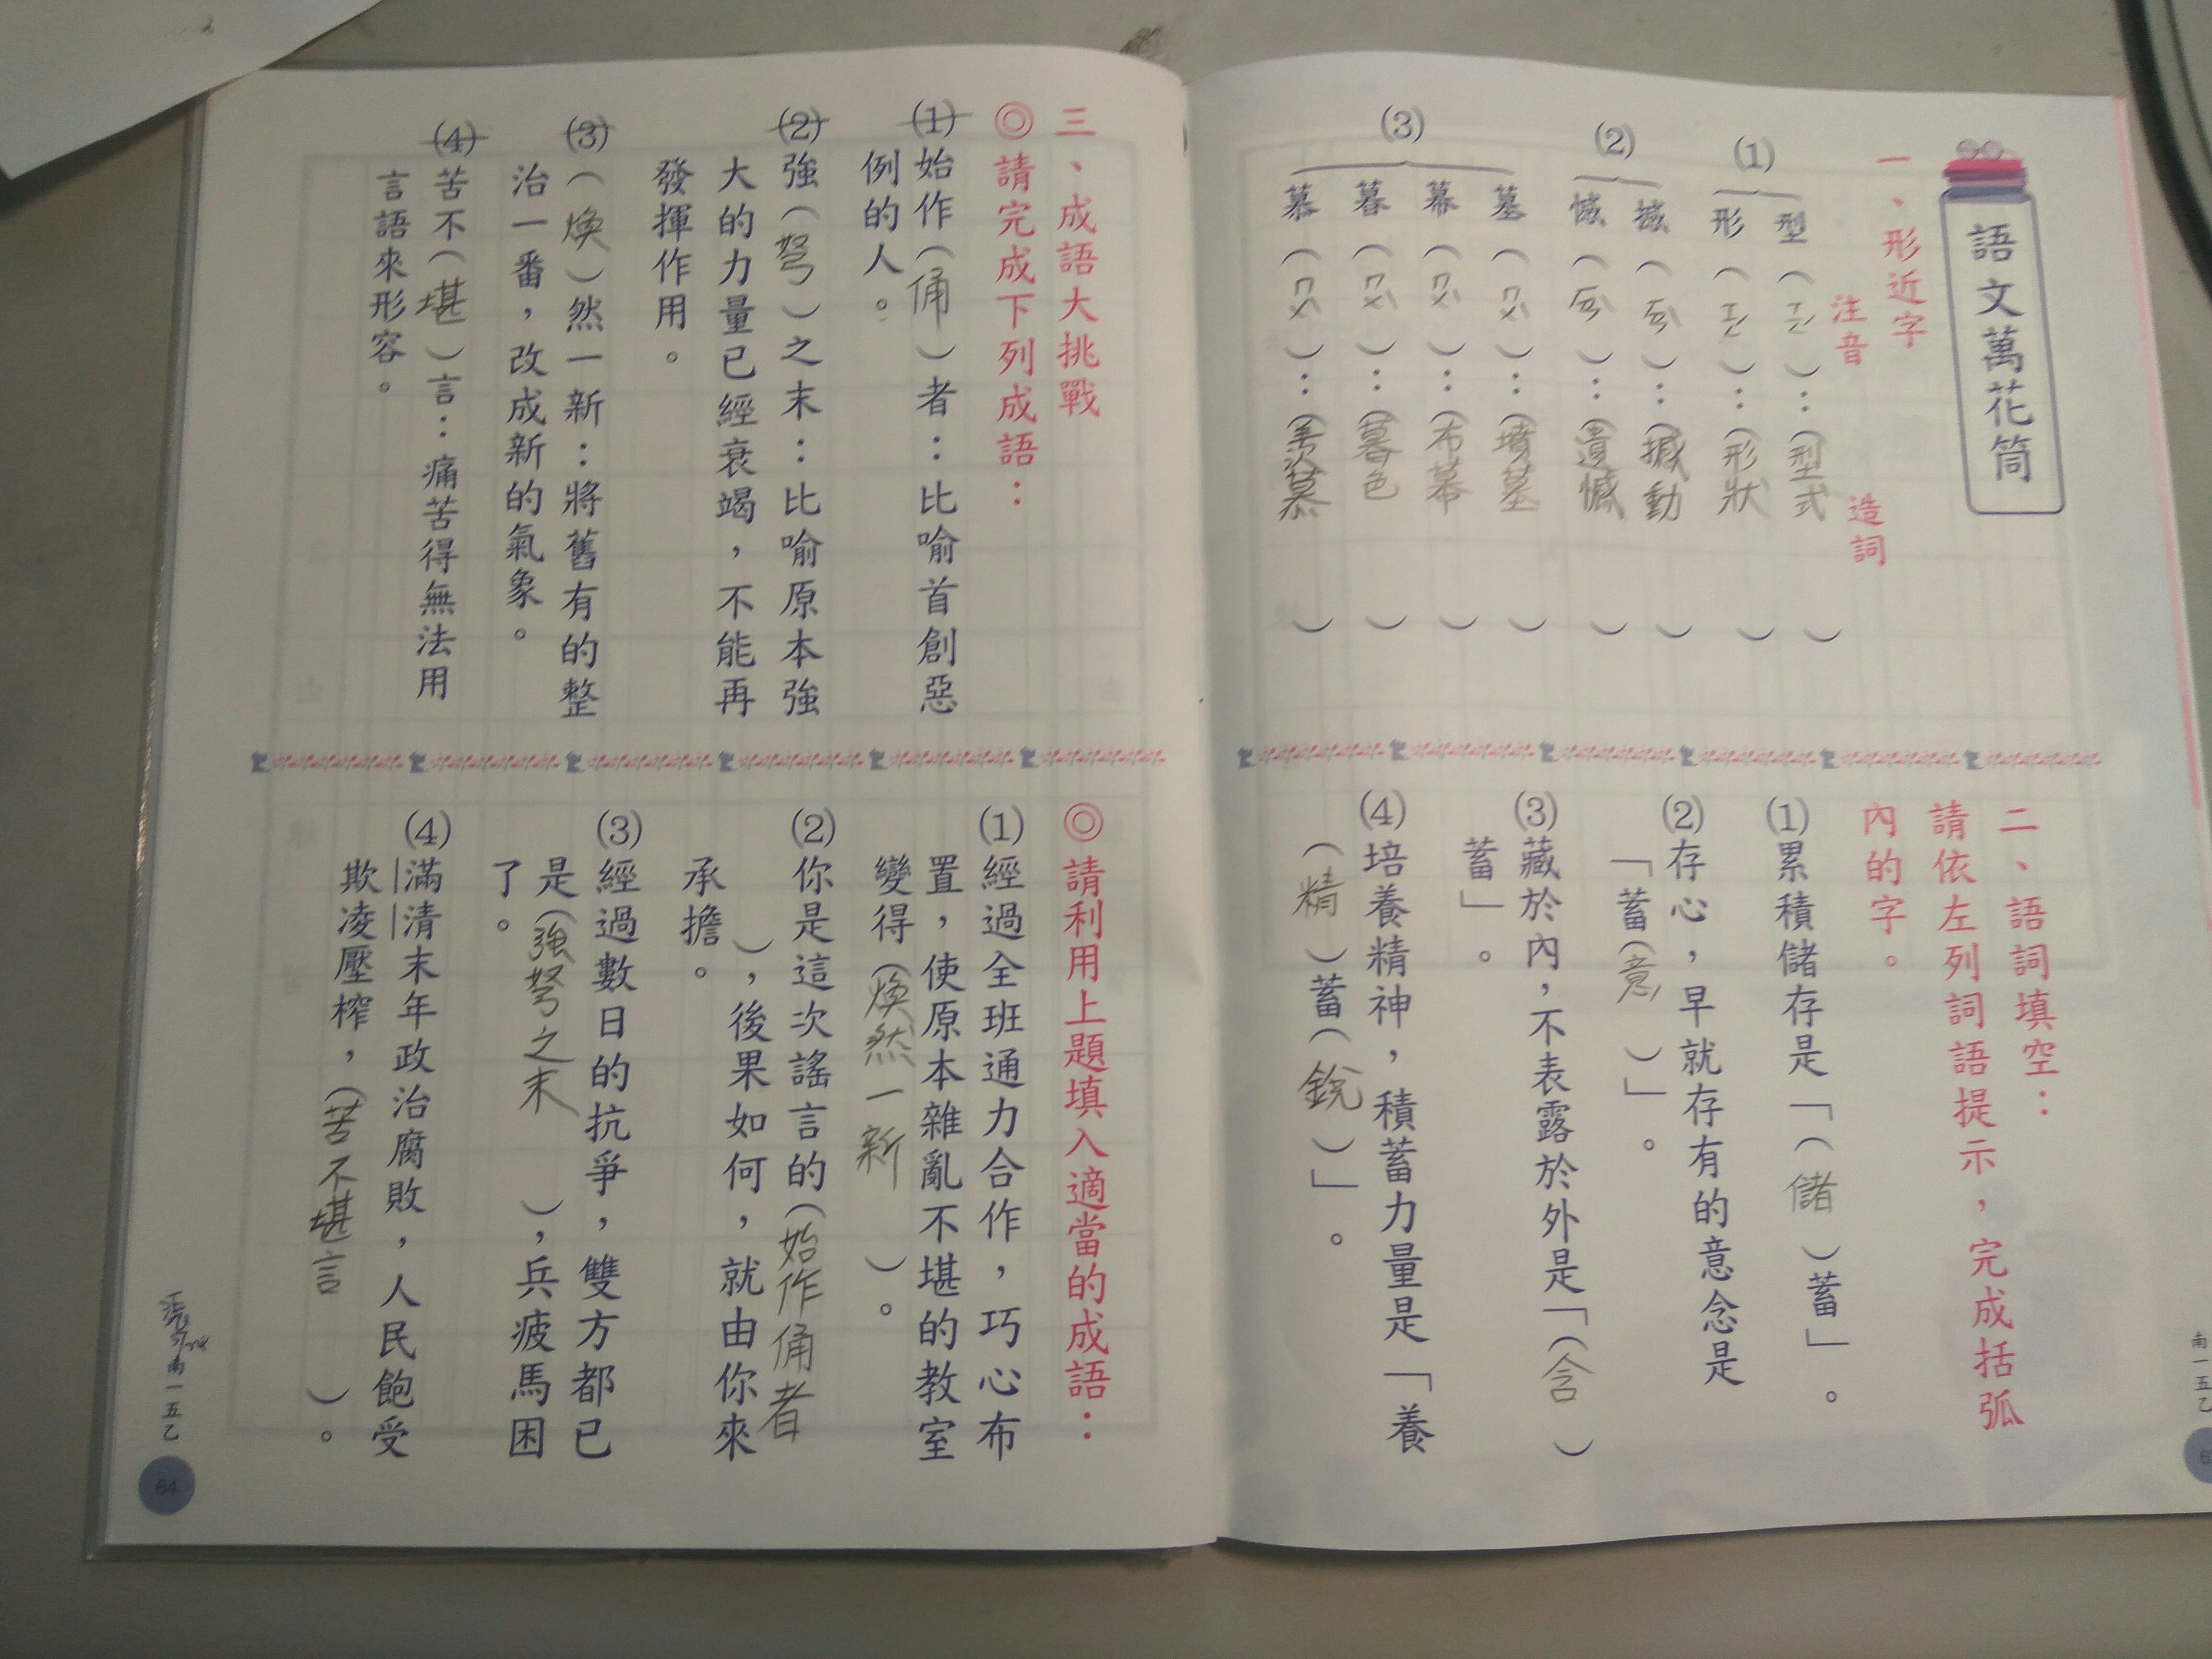 語文萬花筒
一、形近字
注音 造詞
(1)
型(ㄒㄧㄥˊ):(型式)
形(ㄒㄧㄥˊ):(形狀)
(2)
撼(ㄏㄢˋ):(撼動)
憾(ㄏㄢˋ):(遺憾)
(3)
墓(ㄇㄨˋ):(墳墓)
幕(ㄇㄨˋ):(布幕)
暮(ㄇㄨˋ):(暮色)
慕(ㄇㄨˋ):(羨慕)
二、語詞填空:
請依左列詞語提示,完成括弧
內的字。
(1)累積儲存是「(儲)蓄」。
(2)存心,早就存有的意念是
「蓄(意)」。
(3)藏於內,不表露於外是「(含)
蓄」。
(4)培養精神,積蓄力量是「養
(精)蓄(銳)」。
南一五乙
三、成語大挑戰
◎請完成下列成語:
(1)始作(俑)者:比喻首創惡
例的人。
(2)強(弩)之末:比喻原本強
大的力量已經衰竭,不能再
發揮作用。
(3)(煥)然一新:將舊有的整
治一番,改成新的氣象。
(4)苦不(堪)言:痛苦得無法用
言語來形容。
◎請利用上題填入適當的成語:
(1)經過全班通力合作,巧心布
置,使原本雜亂不堪的教室
變得(煥然一新)。
(2)你是這次謠言的(始作俑者
),後果如何,就由你來
承擔。
(3)經過數日的抗爭,雙方都已
是(強弩之末),兵疲馬困
了。
(4)滿清末年政治腐敗,人民飽受
欺凌壓榨,(苦不堪言)。
南一五乙
64